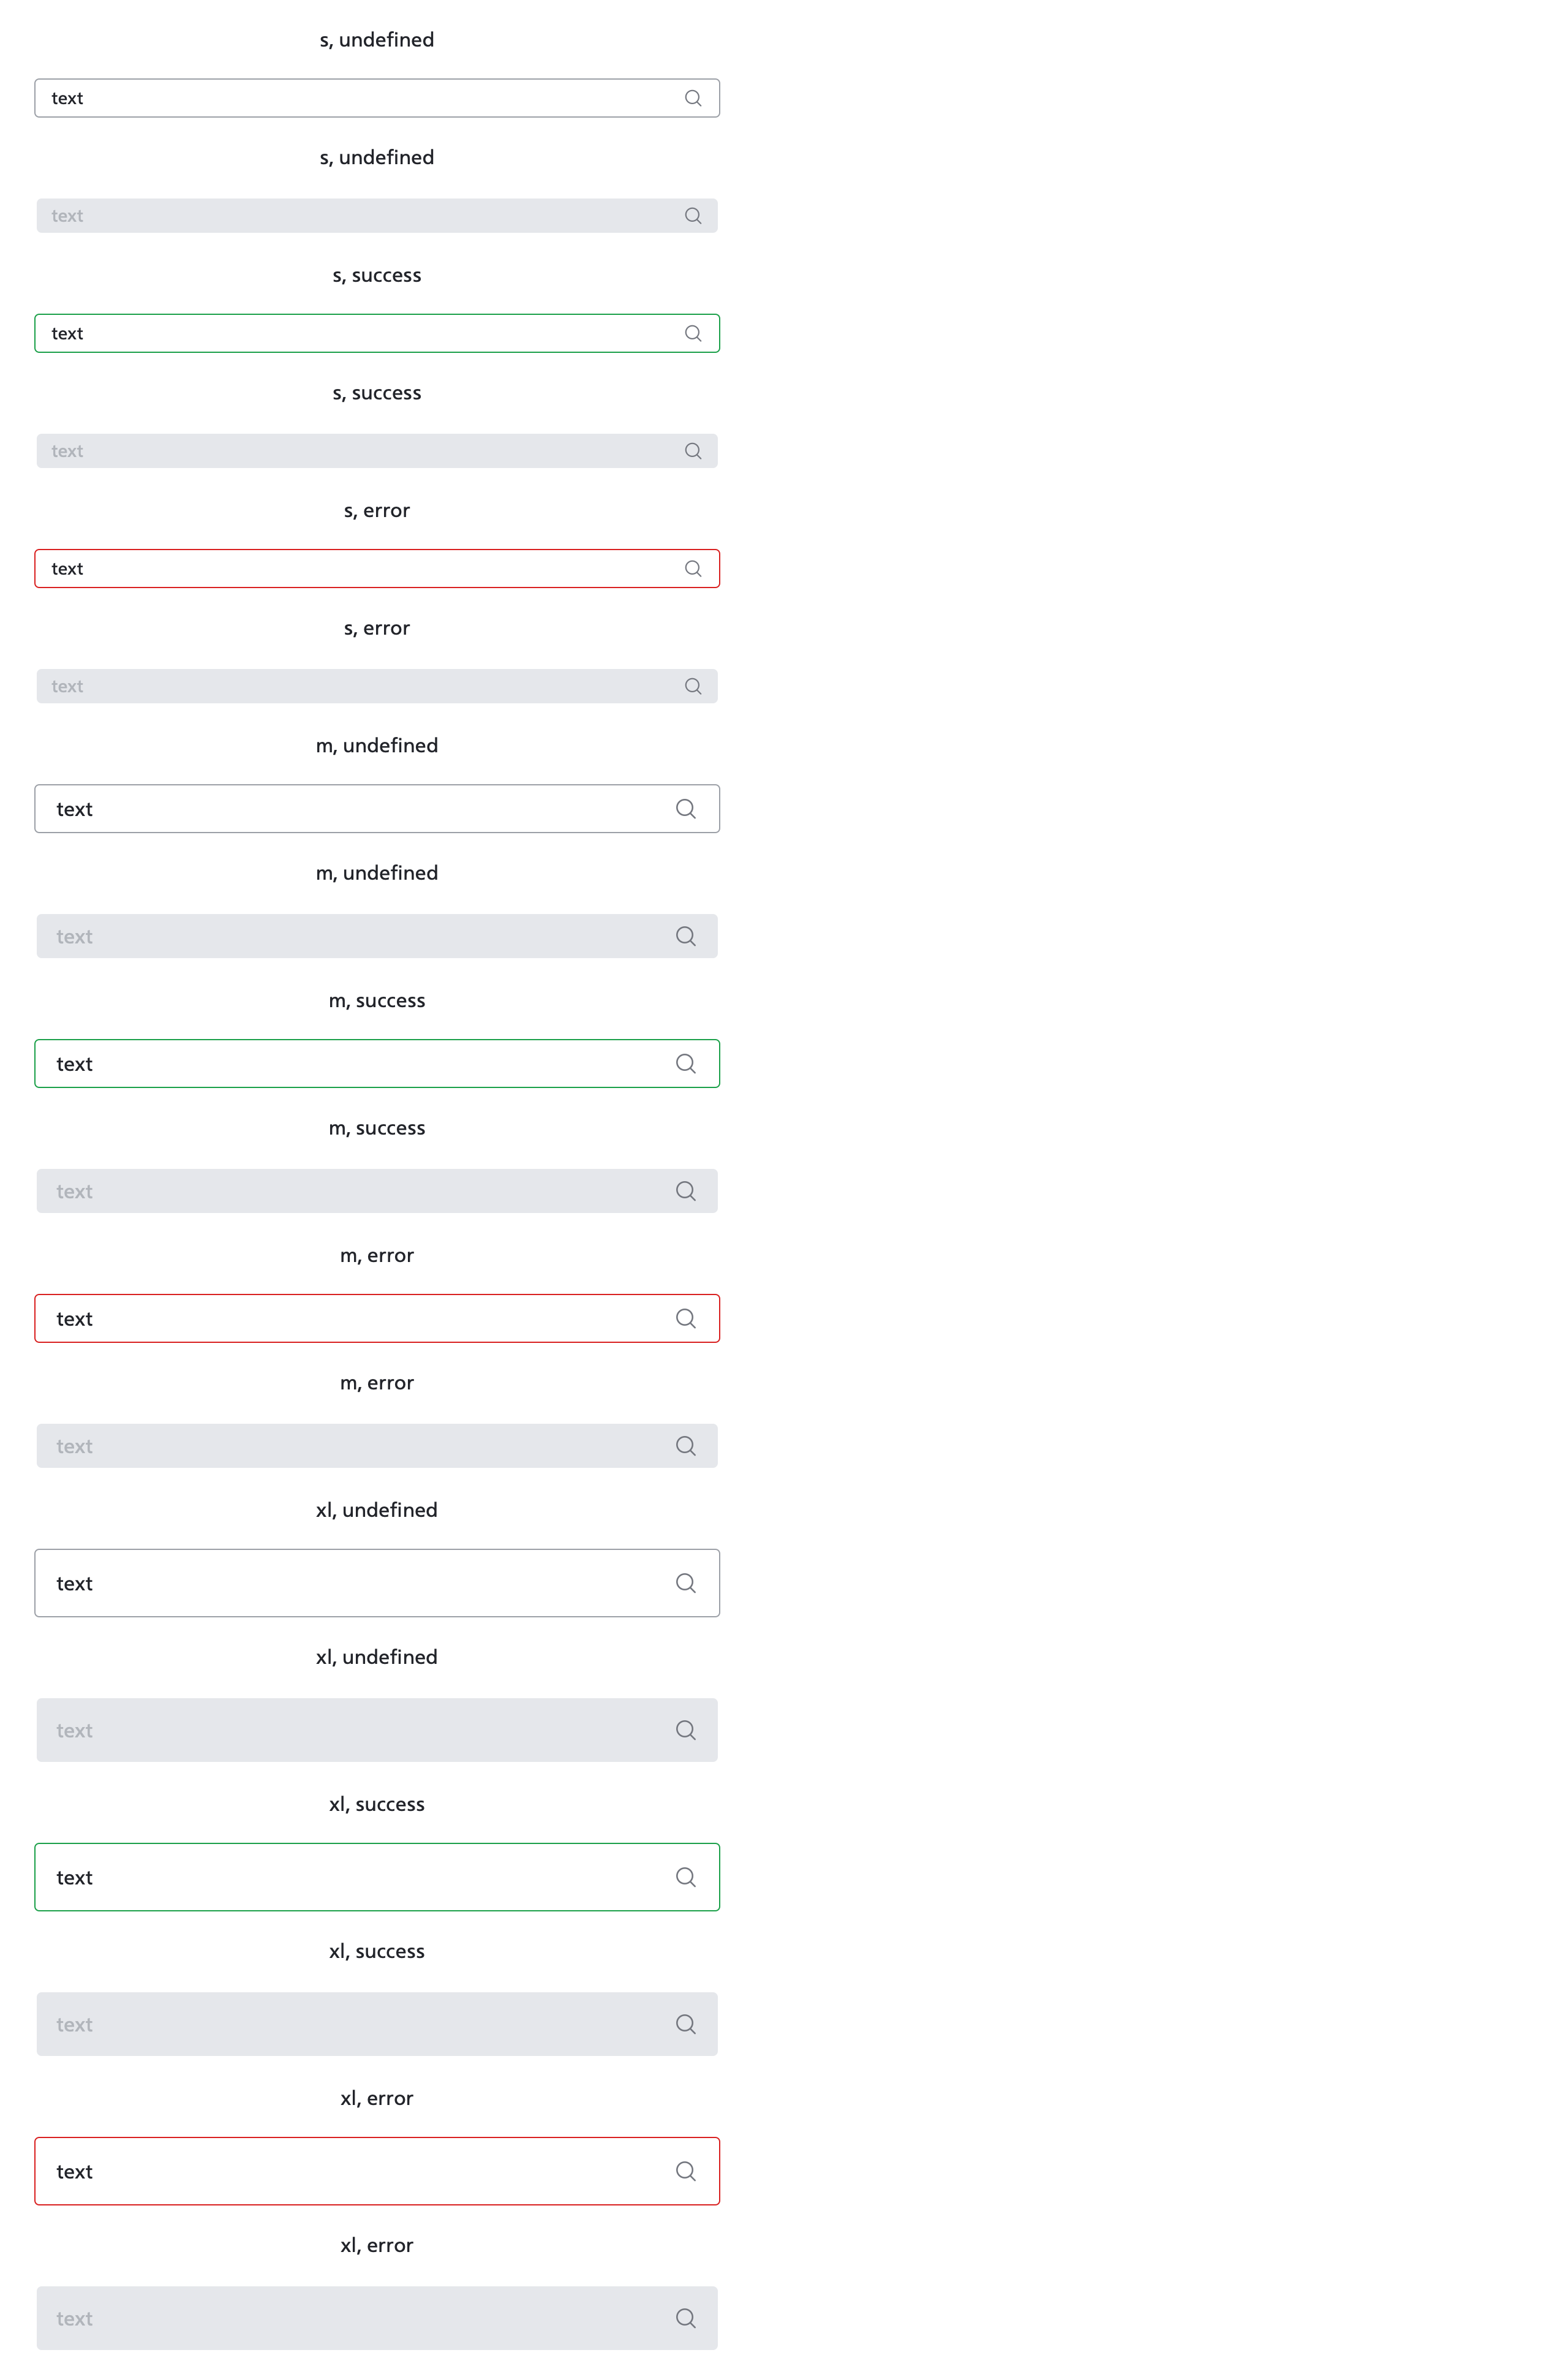 s, undefined
text
s, undefined
text
s, success
text
s, success
text
s, error
text
s, error
text
m, undefined
text
m, undefined
text
m, success
text
m, success
text
m, error
text
m, error
text
xl, undefined
text
xl, undefined
text
xl, success
text
xl, success
text
xl, error
text
xl, error
text